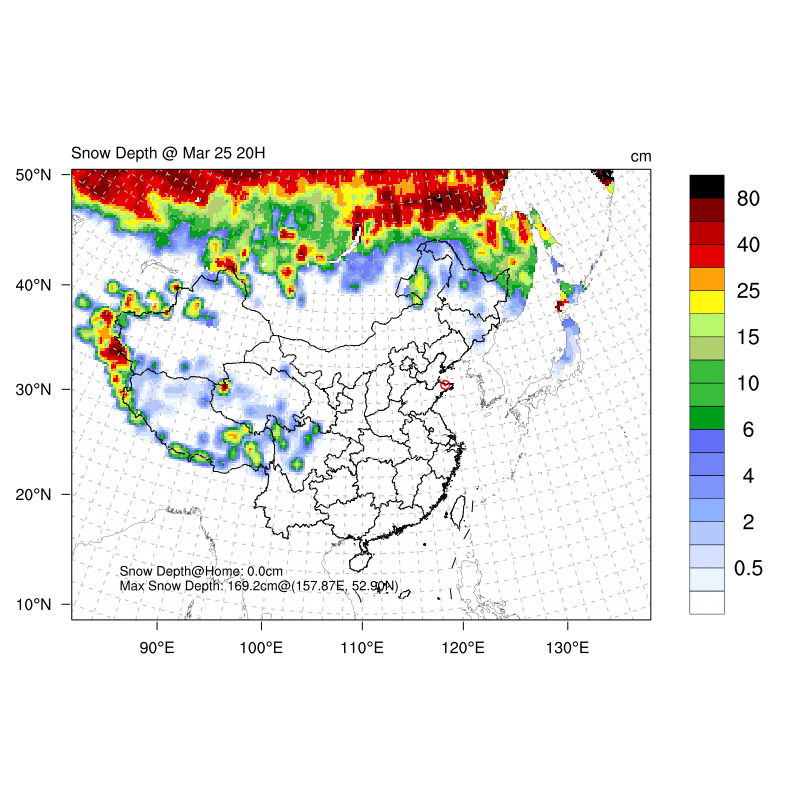 Snow Depth @ Mar 25 20H
cm
50°N
40°N
30°N
20°N
10°N
90°E 100°E 110°E 120°E 130°E
80
40
25
15
10
6
4
2
0.5
Snow Depth@Home: 0.0cm
Max Snow Depth: 169.2cm@(157.87E, 52.90N)